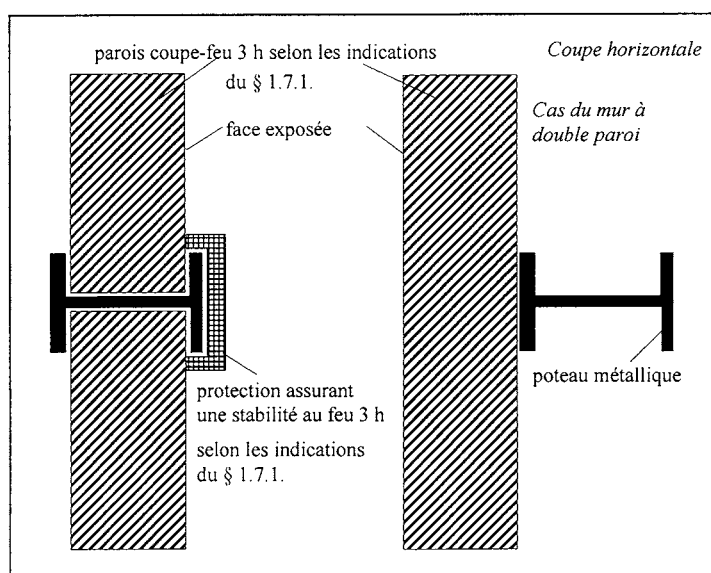 parois coupe-feu 3 h selon les indications
du § 1.7.1.
Coupe horizontale
Cas du mur à
double paroi
face exposée
poteau métallique
protection assurant
une stabilité au feu 3 h
selon les indications
du § 1.7.1.